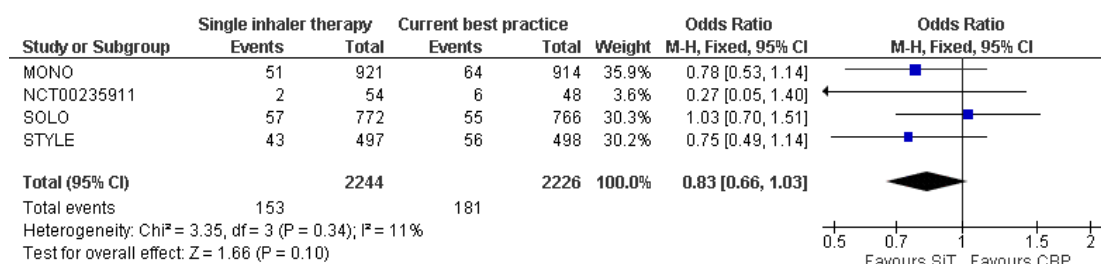 Single inhaler therapy Current best practice Odds Ratio Odds Ratio
Study or Subgroup Events Total Events Total Weight M-H, Fixed, 95% CI M-H, Fixed, 95% CI
MONO 51 921 64 914 35.9% 0.78 [0.53, 1.14]
NCT00235911 2 54 6 48 3.6% 0.27 [0.05, 1.40]
SOLO 57 772 55 766 30.3% 1.03 [0.70, 1.51]
STYLE 43 497 56 498 30.2% 0.75 [0.49, 1.14]
Total (95% CI) 2244 2226 100.0% 0.83 [0.66, 1.03]
Total events 153 181
Heterogeneity: Chi² = 3.35, df = 3 (P = 0.34); I² = 11%
Test for overall effect: Z = 1.66 (P = 0.10)
0.5 0.7 1 1.5 2
Favours SiT Favours CBP